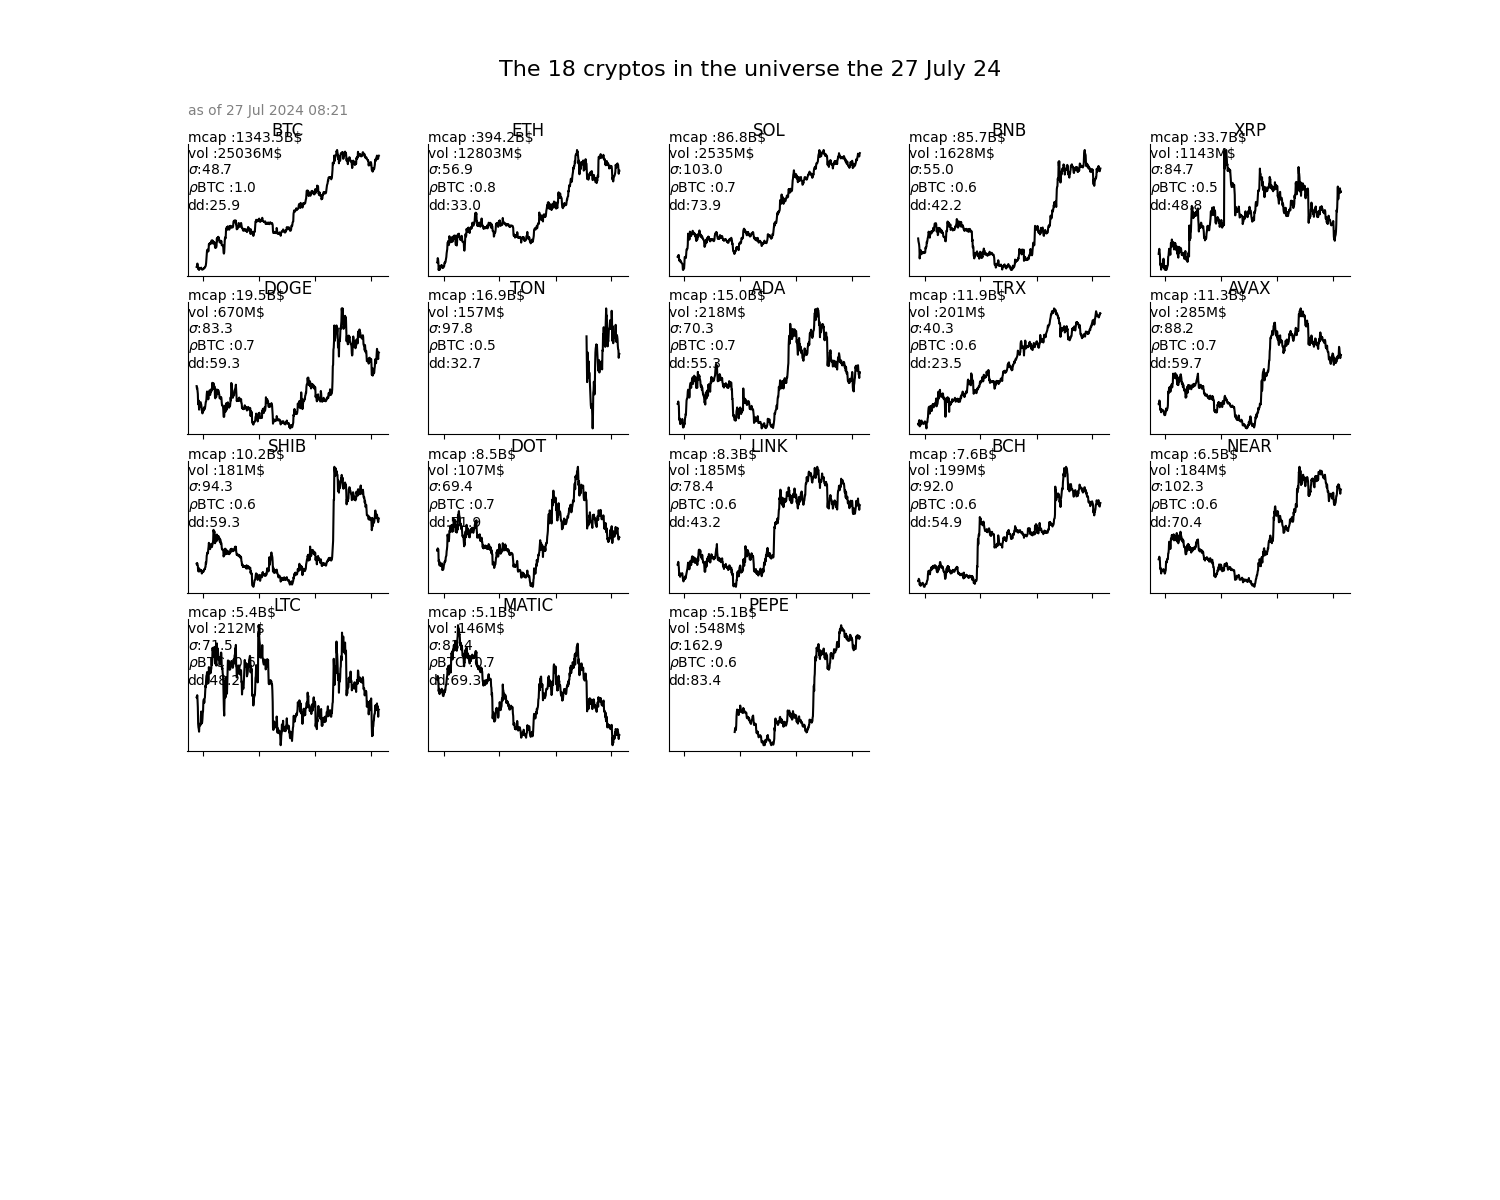 The 18 cryptos in the universe the 27 July 24
as of 27 Jul 2024 08:21
BTC
mcap :1343.5B$
vol :25036M$
σ:48.7
ρBTC :1.0
dd:25.9
ETH
mcap :394.2B$
vol :12803M$
σ:56.9
ρBTC :0.8
dd:33.0
SOL
mcap :86.8B$
vol :2535M$
σ:103.0
ρBTC :0.7
dd:73.9
BNB
mcap :85.7B$
vol :1628M$
σ:55.0
ρBTC :0.6
dd:42.2
XRP
mcap :33.7B$
vol :1143M$
σ:84.7
ρBTC :0.5
dd:48.8
DOGE
mcap :19.5B$
vol :670M$
σ:83.3
ρBTC :0.7
dd:59.3
TON
mcap :16.9B$
vol :157M$
σ:97.8
ρBTC :0.5
dd:32.7
ADA
mcap :15.0B$
vol :218M$
σ:70.3
ρBTC :0.7
dd:55.3
TRX
mcap :11.9B$
vol :201M$
σ:40.3
ρBTC :0.6
dd:23.5
AVAX
mcap :11.3B$
vol :285M$
σ:88.2
ρBTC :0.7
dd:59.7
SHIB
mcap :10.2B$
vol :181M$
σ:94.3
ρBTC :0.6
dd:59.3
DOT
mcap :8.5B$
vol :107M$
σ:69.4
ρBTC :0.7
LINK
mcap :8.3B$
vol :185M$
σ:78.4
ρBTC :0.6
dd:43.2
BCH
mcap :7.6B$
vol :199M$
σ:92.0
ρBTC :0.6
dd:54.9
NEAR
mcap :6.5B$
vol :184M$
σ:102.3
ρBTC :0.6
dd:70.4
LTC
mcap :5.4B$
vol :212M$
σ:71.5
ρBTC :0.6
dd:48.2
MATIC
mcap :5.1B$
vol :146M$
ρBTC :0.7
dd:69.3
PEPE
mcap :5.1B$
vol :548M$
σ:162.9
ρBTC :0.6
dd:83.4